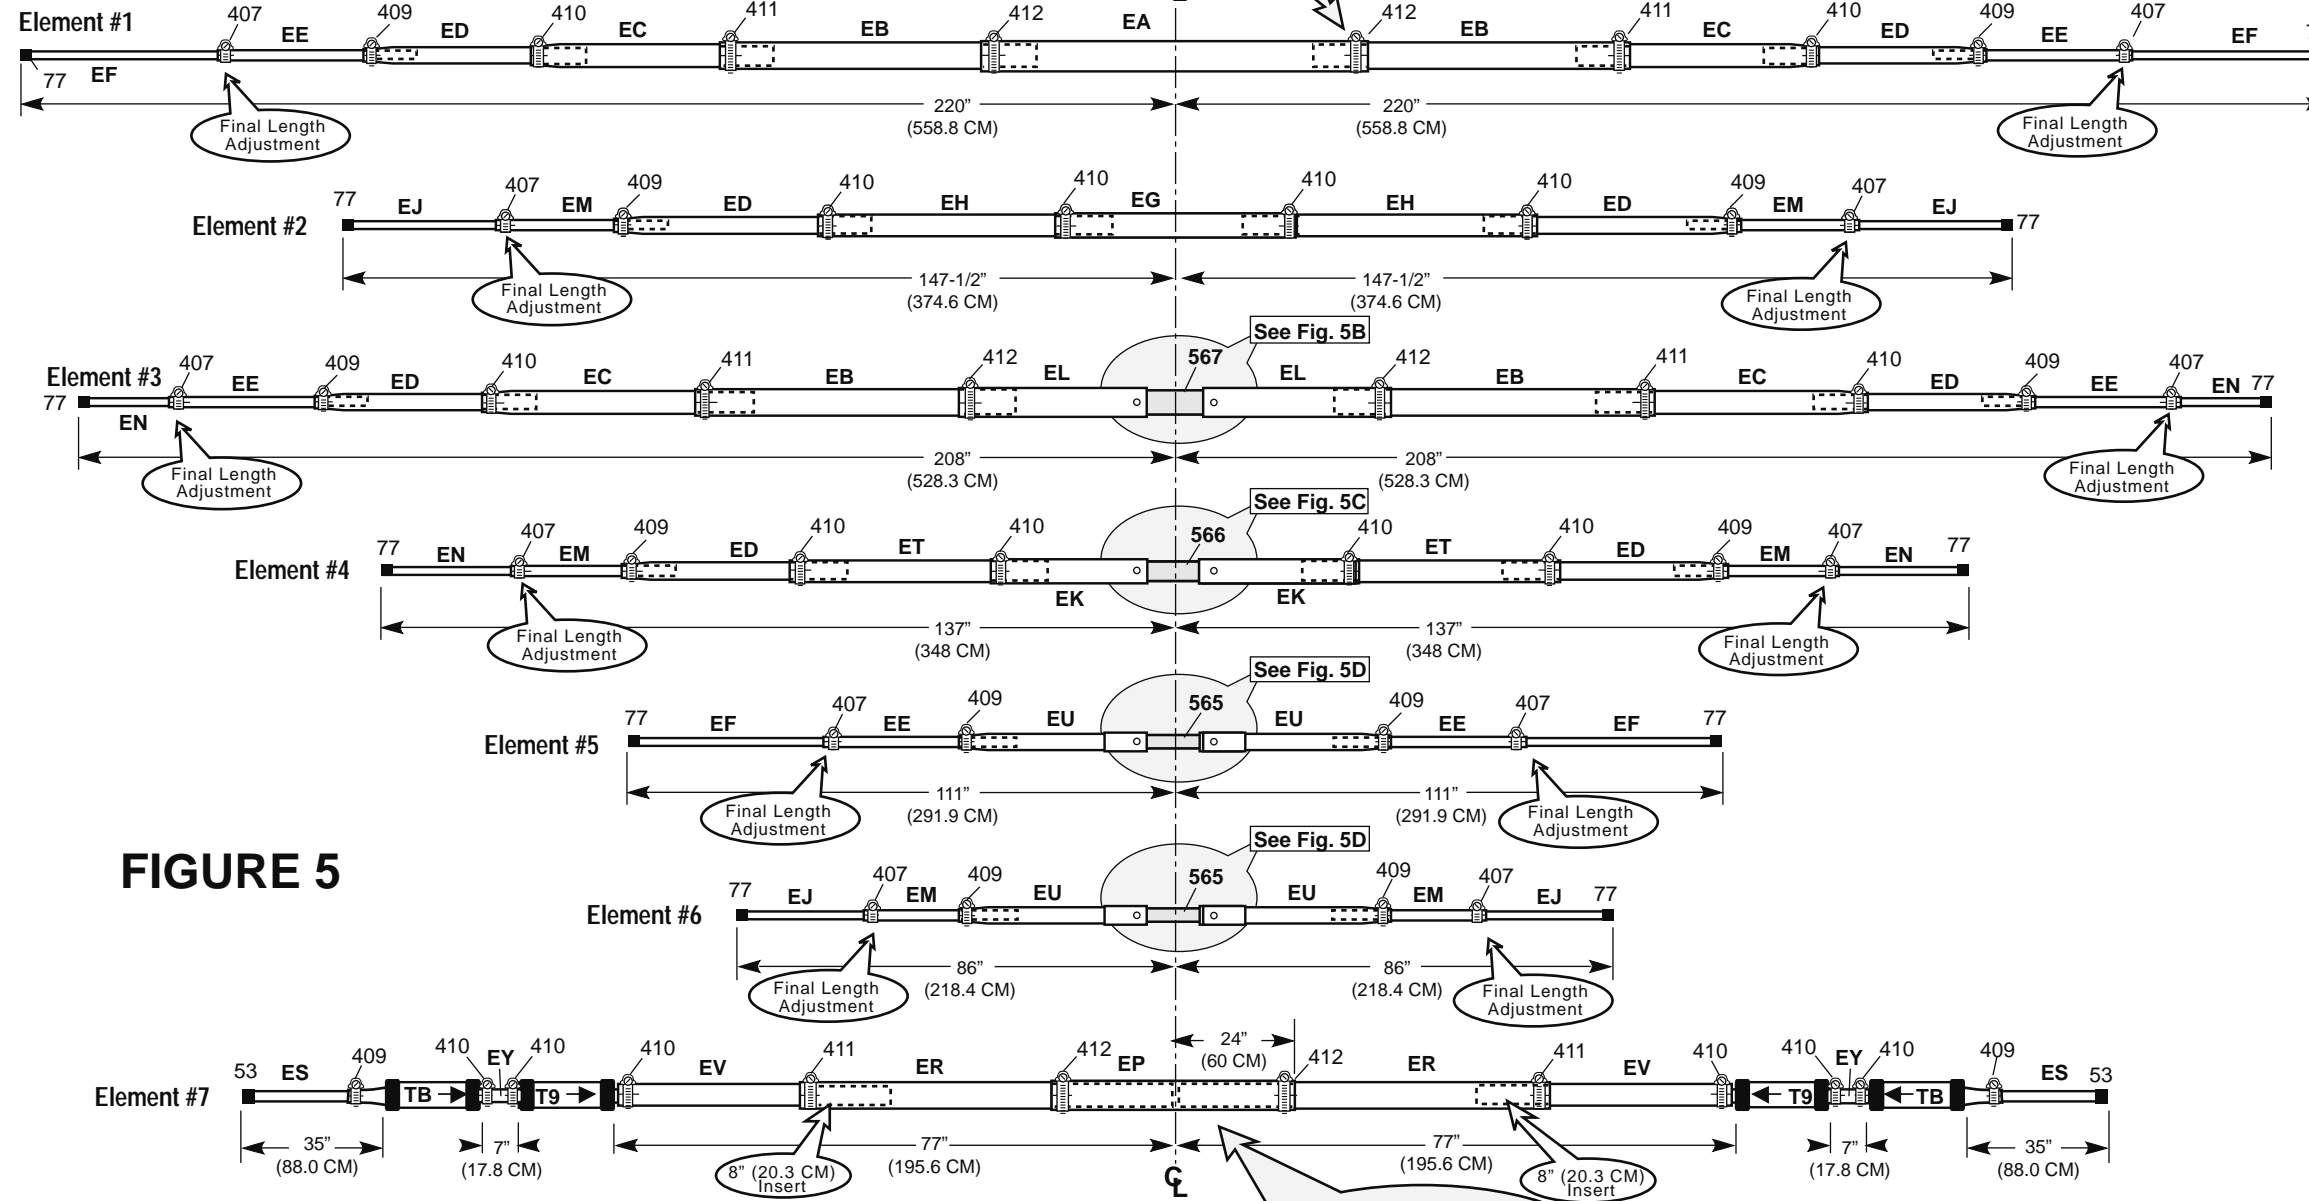 Element #1
407 EE 409 ED 410 EC 411 EB 412 EA 412 EB 411 EC 410 ED 409 EE 407 EF
77 EF
220” 220”
(558.8 CM) (558.8 CM)
Final Length Adjustment
Final Length Adjustment
Element #2
77 EJ 407 EM 409 ED 410 EH 410 EG 410 EH 410 ED 409 EM 407 EJ 77
147-1/2” 147-1/2”
(374.6 CM) (374.6 CM)
Final Length Adjustment
Final Length Adjustment
See Fig. 5B
Element #3
77 EN 407 EE 409 ED 410 EC 411 EB 412 EL 567 EL 412 EB 411 EC 410 ED 409 EE 407 EN 77
208” 208”
(528.3 CM) (528.3 CM)
Final Length Adjustment
Final Length Adjustment
See Fig. 5C
Element #4
77 EN 407 EM 409 ED 410 ET 410 EK 566 EK 410 ET 410 ED 409 EM 407 EN 77
137” 137”
(348 CM) (348 CM)
Final Length Adjustment
Final Length Adjustment
See Fig. 5D
Element #5
77 EF 407 EE 409 EU 565 EU 409 EE 407 EF 77
111” 111”
(291.9 CM) (291.9 CM)
Final Length Adjustment
Final Length Adjustment
FIGURE 5
See Fig. 5D
Element #6
77 EJ 407 EM 409 EU 565 EU 409 EM 407 EJ 77
86” 86”
(218.4 CM) (218.4 CM)
Final Length Adjustment
Final Length Adjustment
24”
(60 CM)
Element #7
53 ES 409 TB 410 EY 410 T9 410 EV 411 ER 412 EP 412 ER 411 EV 410 T9 410 EY 410 TB 409 ES 53
35” 7” 77” 77” 7” 35”
(88.0 CM) (17.8 CM) (195.6 CM) (195.6 CM) (17.8 CM) (88.0 CM)
8” (20.3 CM) Insert
8” (20.3 CM) Insert
CL